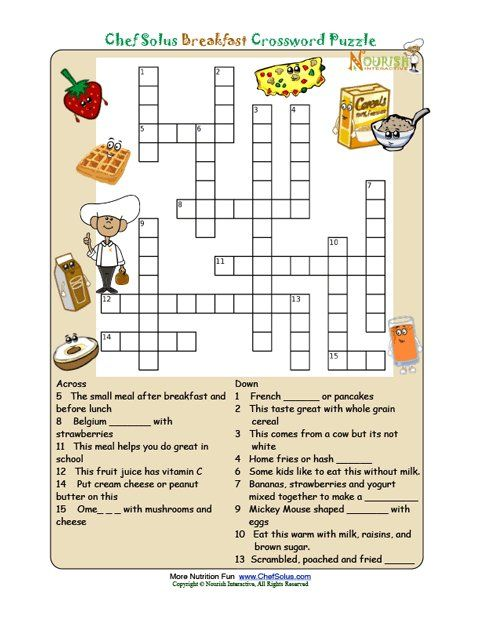 Chef Solus Breakfast Crossword Puzzle
NOURISH
INTERACTIVE
Cereals
1
2
3
4
5
6
7
8
9
10
11
12
13
14
15
Across
5 The small meal after breakfast and
before lunch
8 Belgium _______ with
strawberries
11 This meal helps you do great in
school
12 This fruit juice has vitamin C
14 Put cream cheese or peanut
butter on this
15 Ome_ _ _ with mushrooms and
cheese
Down
1 French ______ or pancakes
2 This taste great with whole grain
cereal
3 This comes from a cow but its not
white
4 Home fries or hash ______
6 Some kids like to eat this without milk.
7 Bananas, strawberries and yogurt
mixed together to make a _________
9 Mickey Mouse shaped _______ with
eggs
10 Eat this warm with milk, raisins, and
brown sugar.
13 Scrambled, poached and fried _____
More Nutrition Fun www.ChefSolus.com
Copyright © Nourish Interactive, All Rights Reserved